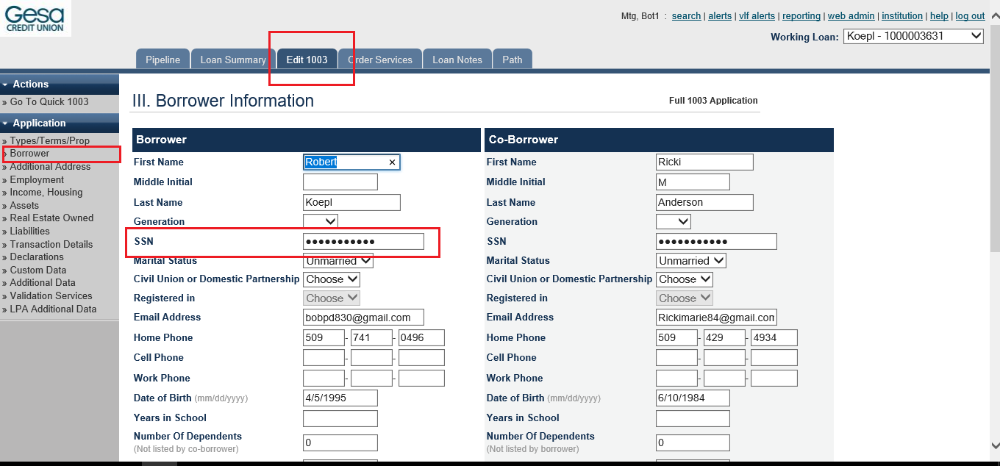 Gesa
CREDIT UNION
Mtg, Bot1 : search | alerts | vlf alerts | reporting | web admin | institution | help | log out
Working Loan: Koepl - 1000003631
Pipeline Loan Summary Edit 1003 Order Services Loan Notes Path
Actions
» Go To Quick 1003
Application
» Types/Terms/Prop
» Borrower
» Additional Address
» Employment
» Income, Housing
» Assets
» Real Estate Owned
» Liabilities
» Transaction Details
» Declarations
» Custom Data
» Additional Data
» Validation Services
» LPA Additional Data
III. Borrower Information Full 1003 Application
Borrower
First Name Robert ×
Middle Initial
Last Name Koepl
Generation
SSN •••••••••••
Marital Status Unmarried
Civil Union or Domestic Partnership Choose
Registered in Choose
Email Address bobpd830@gmail.com
Home Phone 509 - 741 - 0496
Cell Phone - -
Work Phone - -
Date of Birth (mm/dd/yyyy) 4/5/1995
Years in School
Number Of Dependents 0
(Not listed by co-borrower)
Co-Borrower
First Name Ricki
Middle Initial M
Last Name Anderson
Generation
SSN •••••••••••
Marital Status Unmarried
Civil Union or Domestic Partnership Choose
Registered in Choose
Email Address Rickimarie84@gmail.con
Home Phone 509 - 429 - 4934
Cell Phone - -
Work Phone - -
Date of Birth (mm/dd/yyyy) 6/10/1984
Years in School
Number Of Dependents 0
(Not listed by borrower)